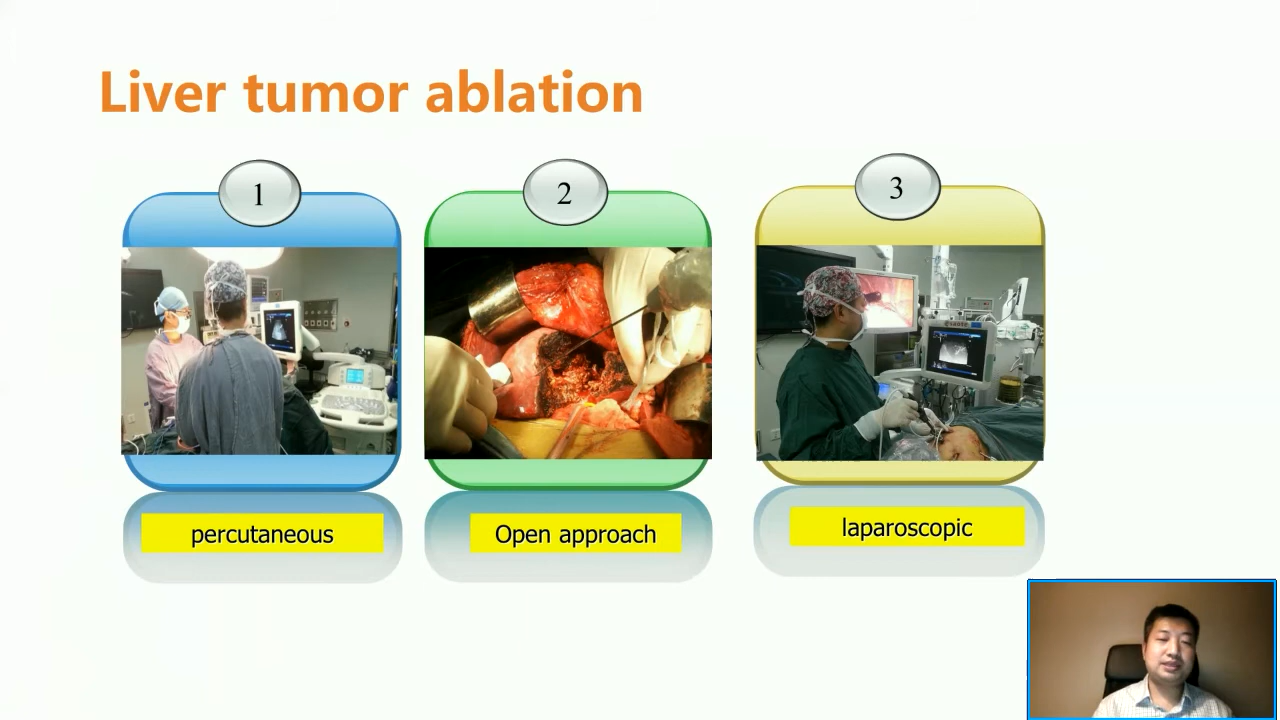 Liver tumor ablation
1
2
3
percutaneous
Open approach
laparoscopic